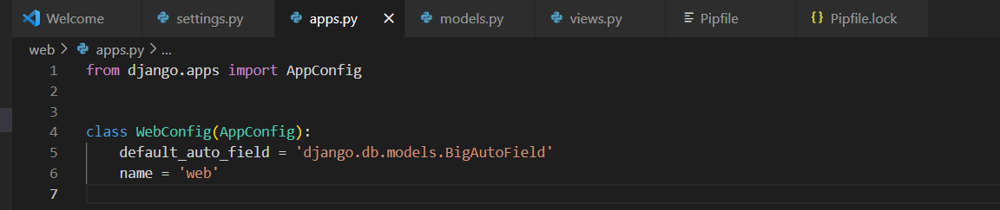 Welcome settings.py apps.py models.py views.py Pipfile {} Pipfile.lock
web > apps.py > ...
1 from django.apps import AppConfig
2
3
4 class WebConfig(AppConfig):
5 default_auto_field = 'django.db.models.BigAutoField'
6 name = 'web'
7